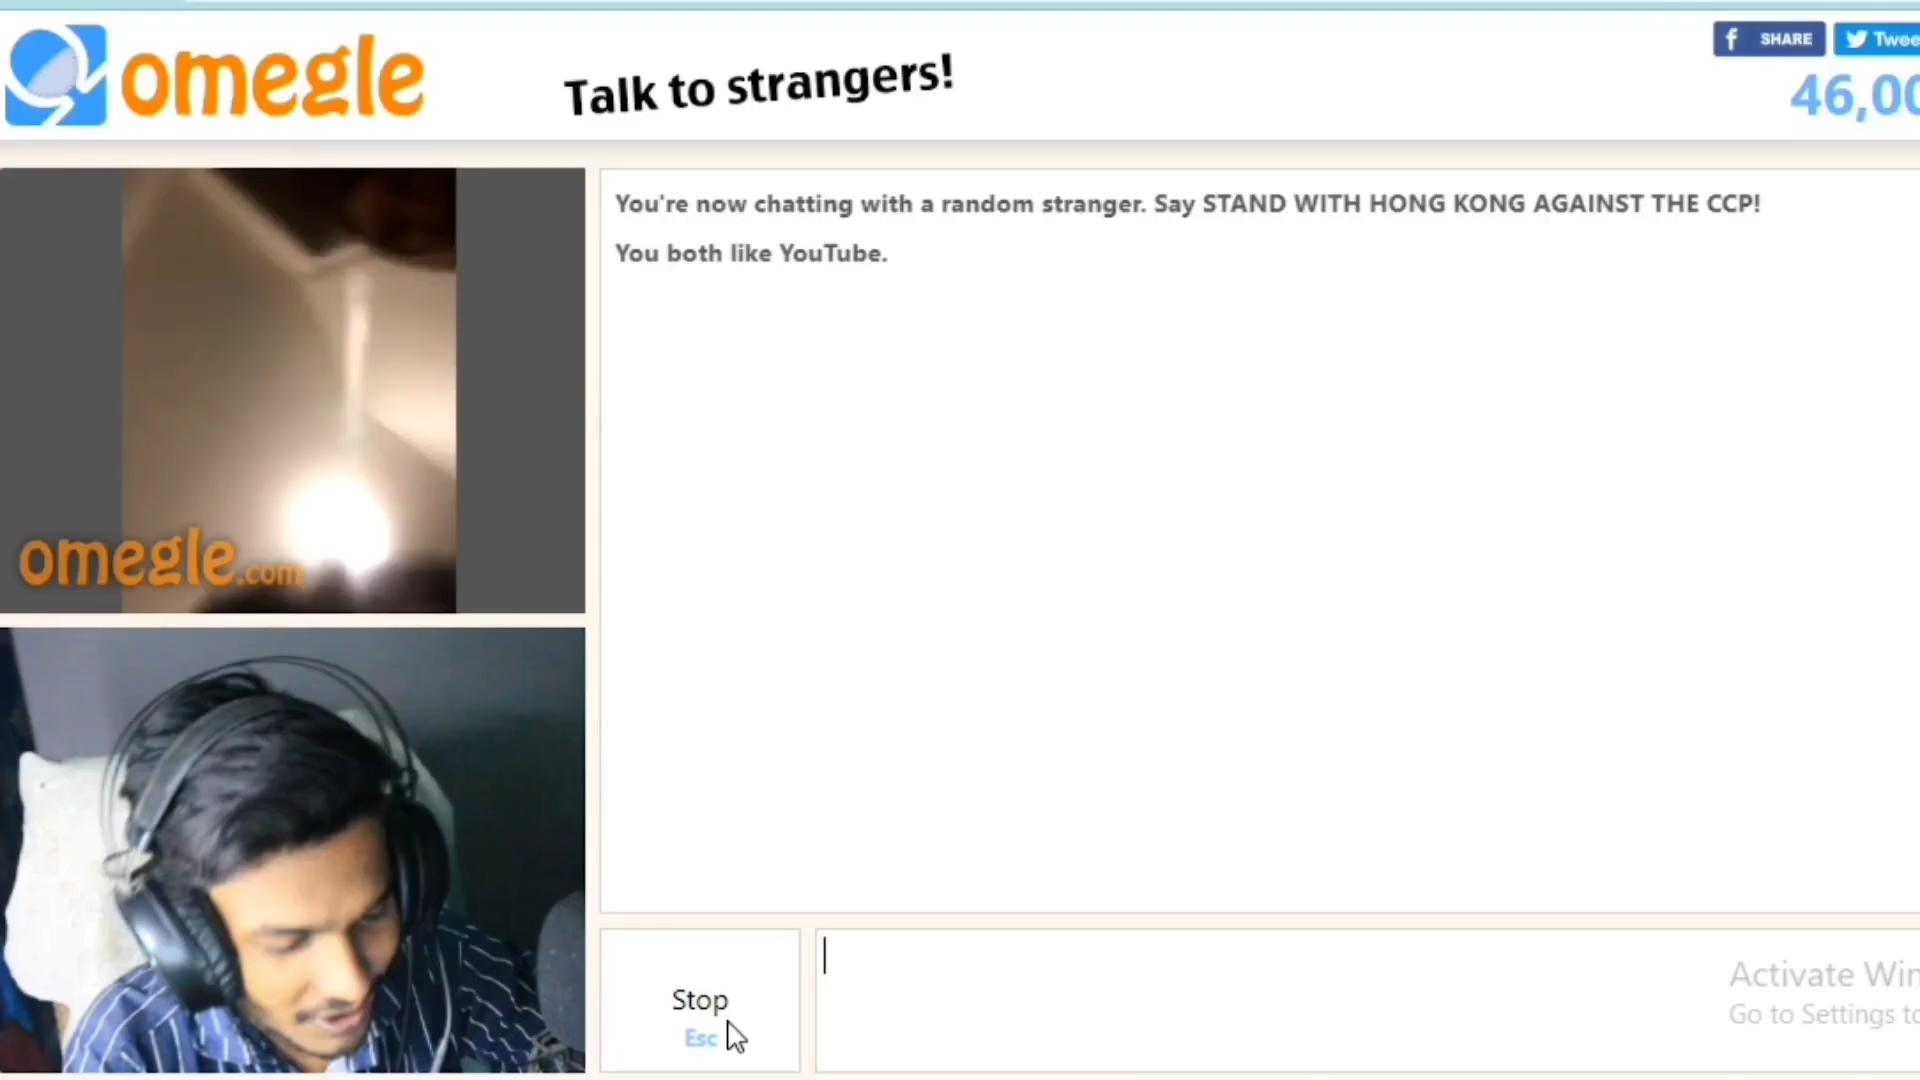 omegle
Talk to strangers!
f SHARE
Twee
46,00
You're now chatting with a random stranger. Say STAND WITH HONG KONG AGAINST THE CCP!
You both like YouTube.
omegle.com
Stop
Esc
Activate Win
Go to Settings to